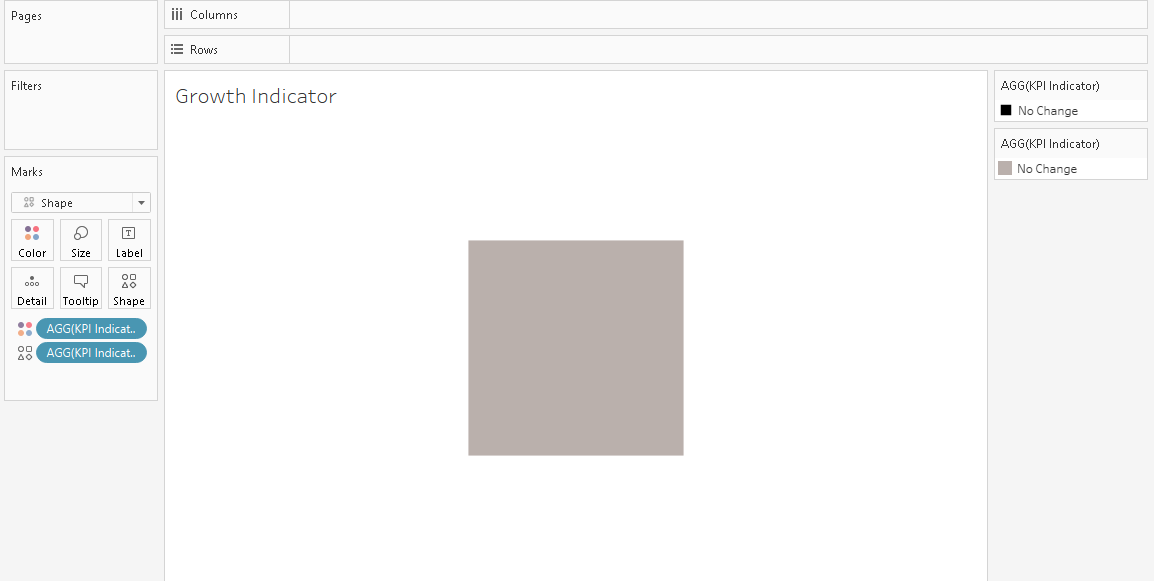 Pages
Columns
Rows
Filters
Growth Indicator
Marks
Shape
Color
Size
Label
Detail
Tooltip
Shape
AGG(KPI Indicat..
AGG(KPI Indicat..
AGG(KPI Indicator)
No Change
AGG(KPI Indicator)
No Change